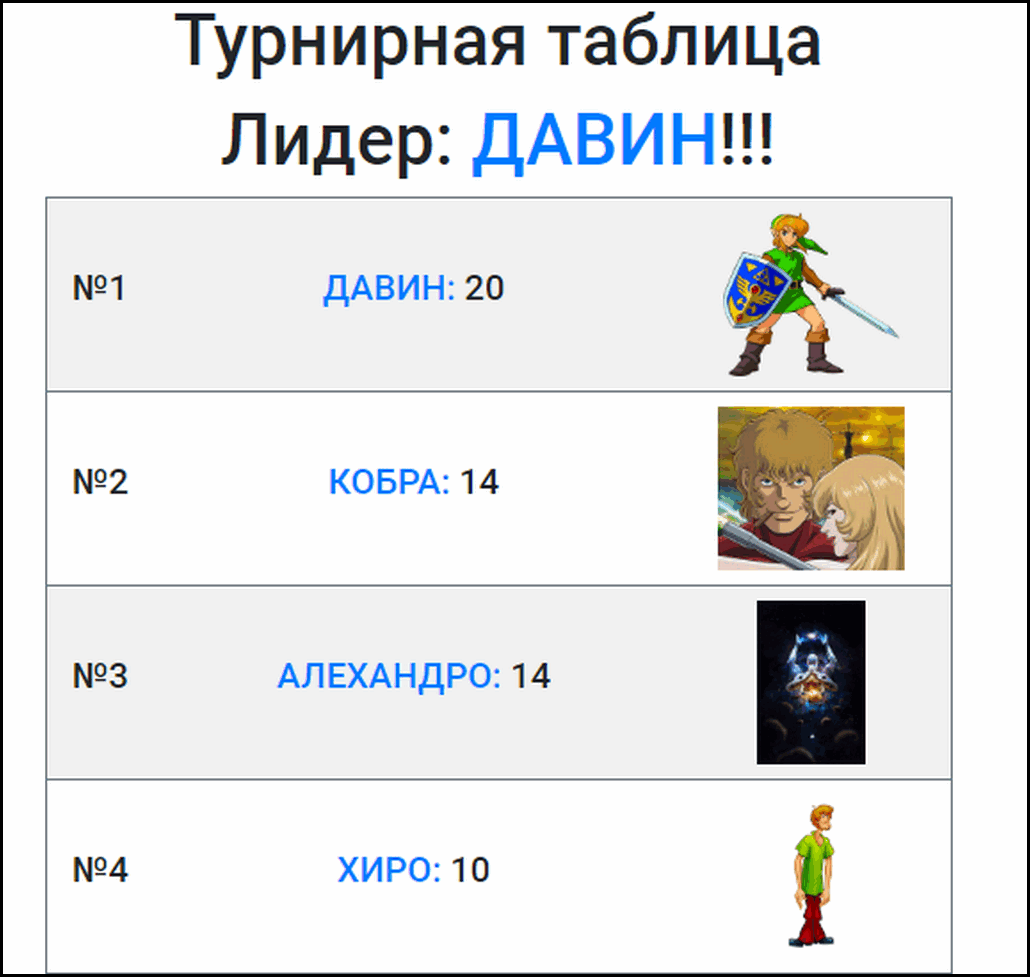 Турнирная таблица
Лидер: ДАВИН!!!
№1 ДАВИН: 20
№2 КОБРА: 14
№3 АЛЕХАНДРО: 14
№4 ХИРО: 10